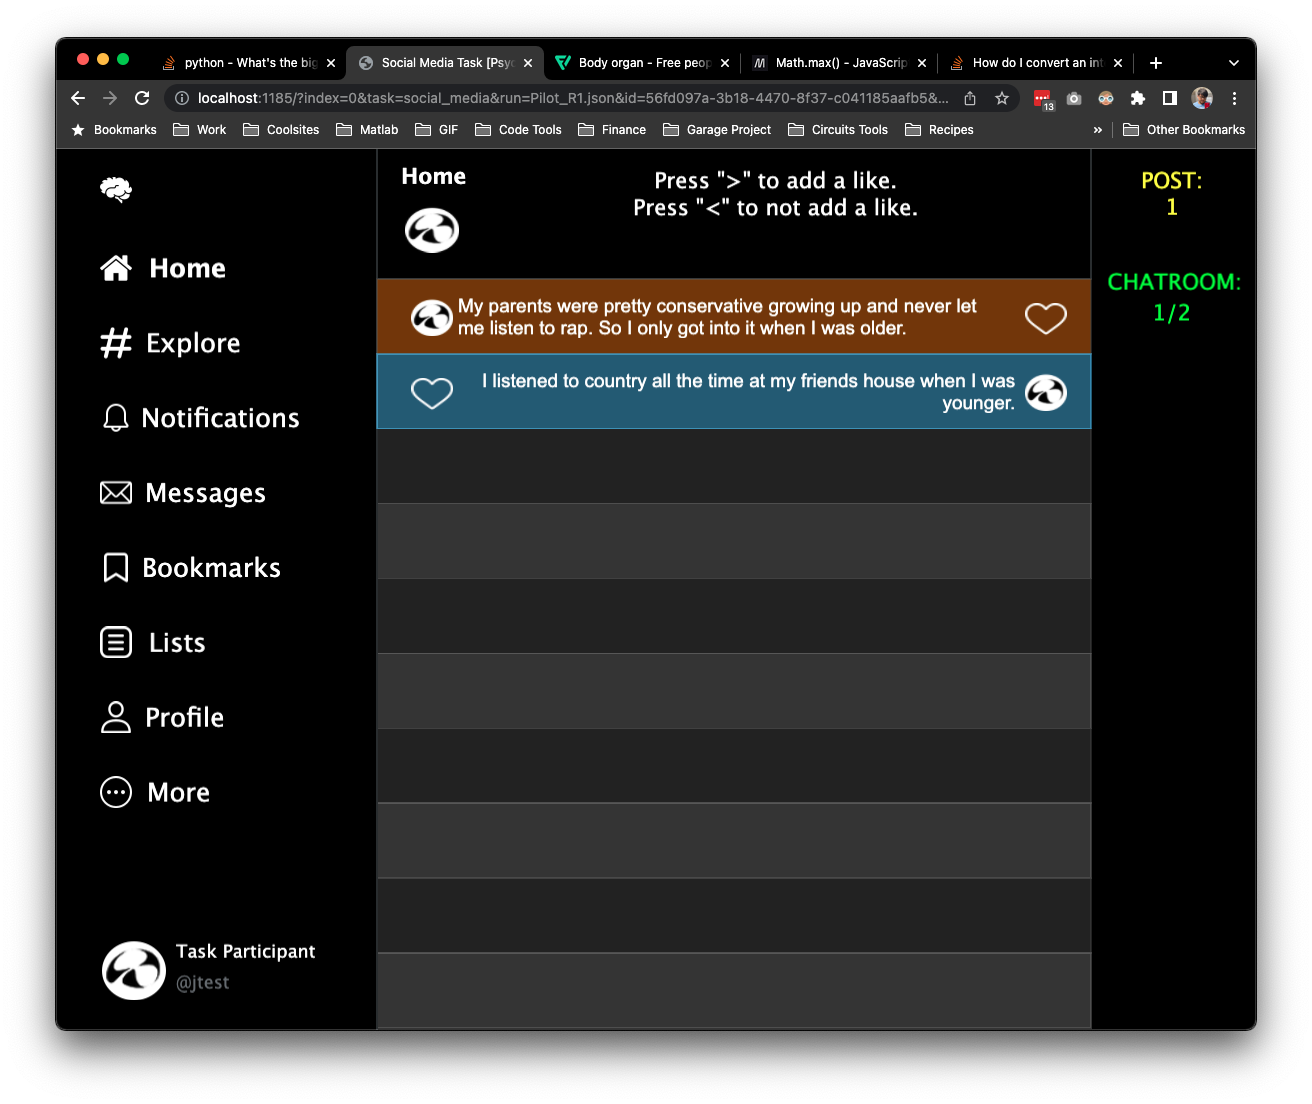 python - What's the big
Social Media Task [Psyc
Body organ - Free peop
Math.max() - JavaScrip
How do I convert an int
localhost:1185/?index=0&task=social_media&run=Pilot_R1.json&id=56fd097a-3b18-4470-8f37-c041185aafb5&...
13
Bookmarks
Work
Coolsites
Matlab
GIF
Code Tools
Finance
Garage Project
Circuits Tools
Recipes
»
Other Bookmarks
Home
Explore
Notifications
Messages
Bookmarks
Lists
Profile
More
Task Participant
@jtest
Home
Press ">" to add a like.
Press "<" to not add a like.
My parents were pretty conservative growing up and never let
me listen to rap. So I only got into it when I was older.
I listened to country all the time at my friends house when I was
younger.
POST:
1
CHATROOM:
1/2